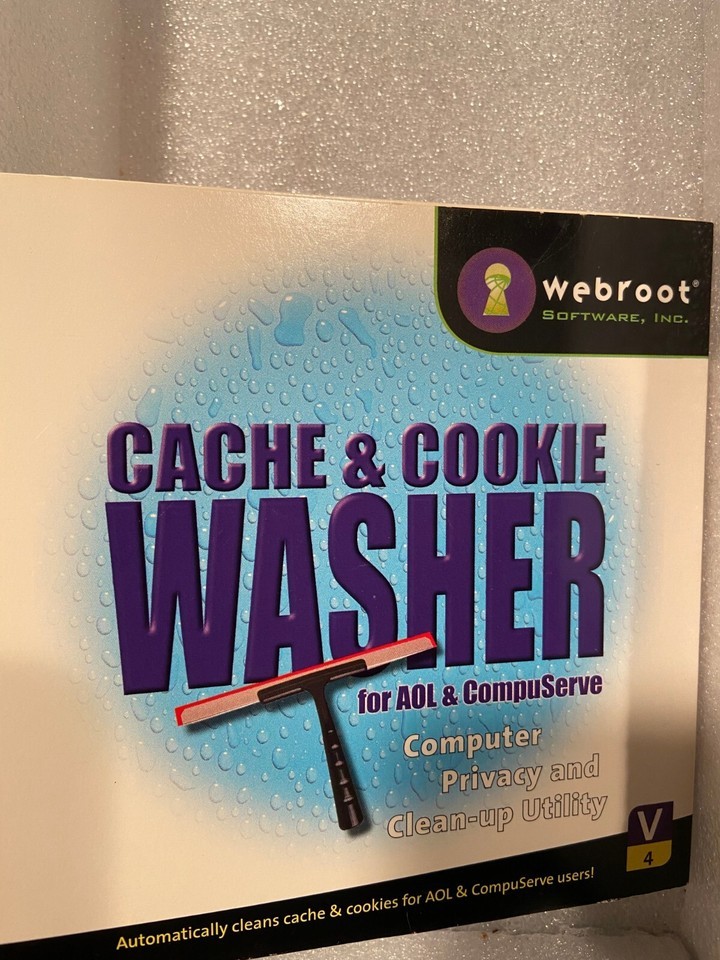 webroot®
SOFTWARE, INC.
CACHE & COOKIE
WASHER
for AOL & CompuServe
Computer
Privacy and
Clean-up Utility
V
4
Automatically cleans cache & cookies for AOL & CompuServe users!